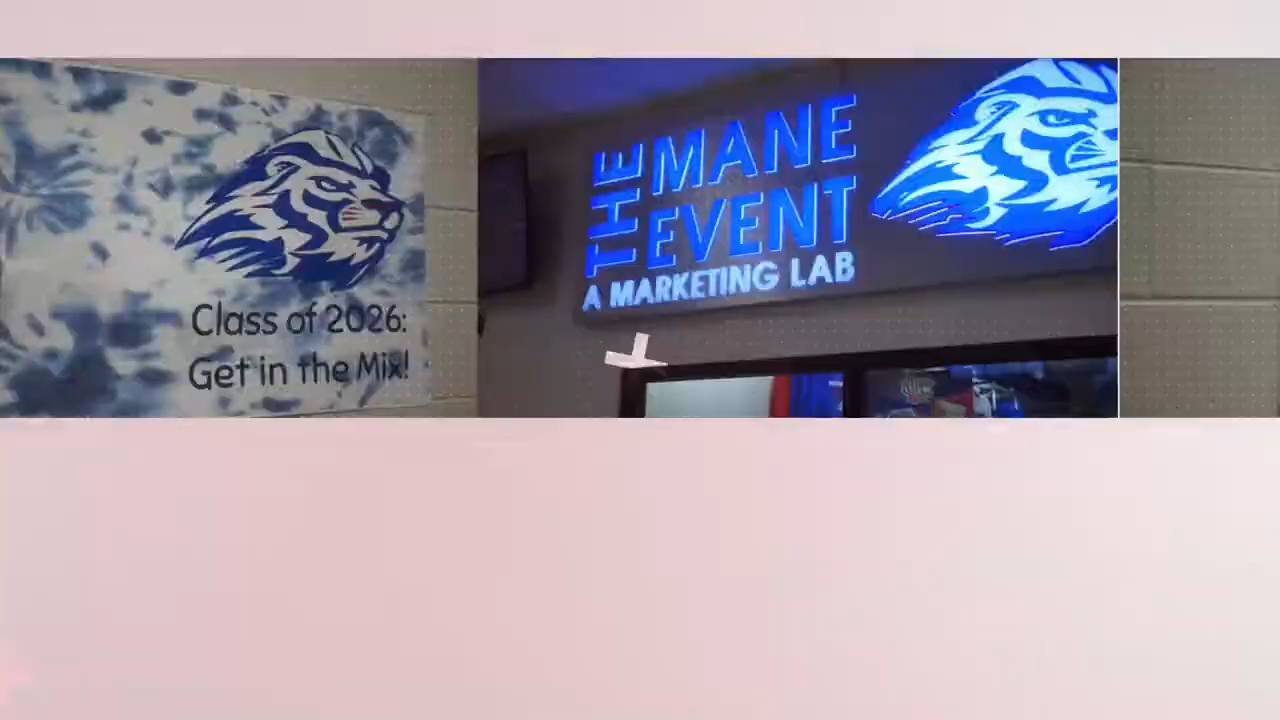 Class of 2026:
Get in the Mix!
THE
MANE
EVENT
A MARKETING LAB